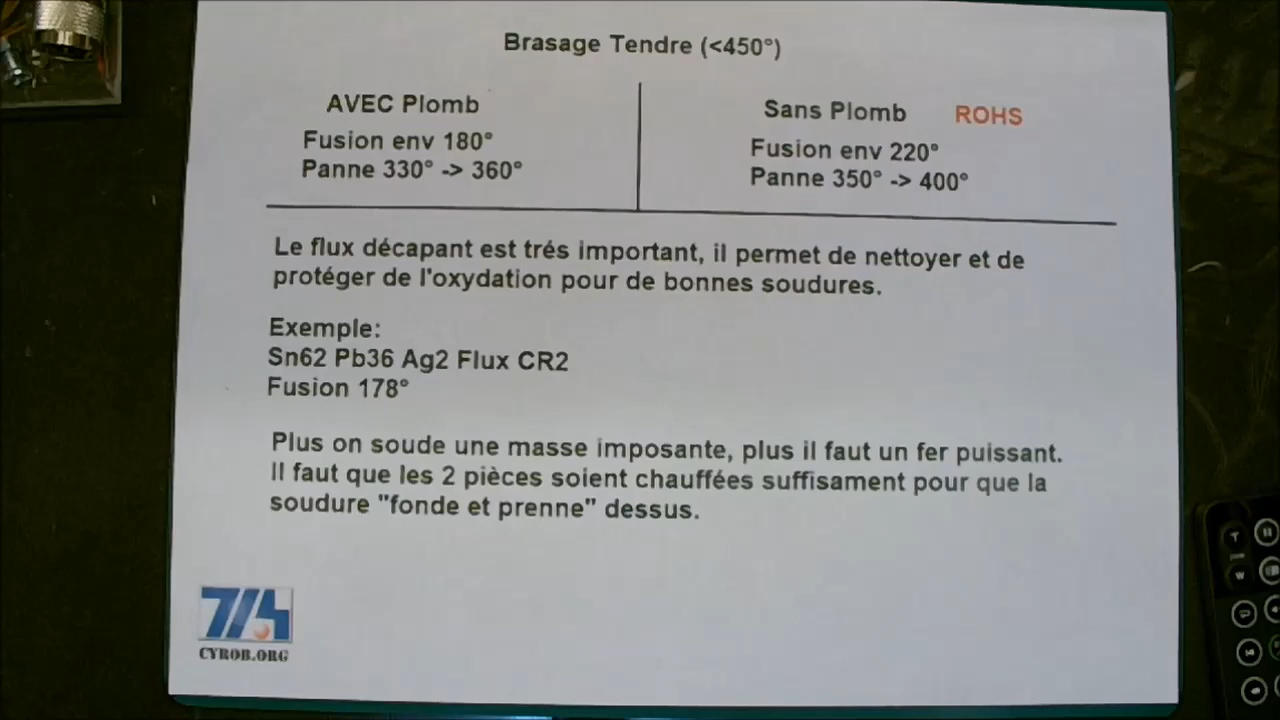 Brasage Tendre (<450°)
AVEC Plomb
Fusion env 180°
Panne 330° -> 360°
Sans Plomb ROHS
Fusion env 220°
Panne 350° -> 400°
Le flux décapant est trés important, il permet de nettoyer et de
protéger de l'oxydation pour de bonnes soudures.
Exemple:
Sn62 Pb36 Ag2 Flux CR2
Fusion 178°
Plus on soude une masse imposante, plus il faut un fer puissant.
Il faut que les 2 pièces soient chauffées suffisament pour que la
soudure "fonde et prenne" dessus.
CYROB.ORG